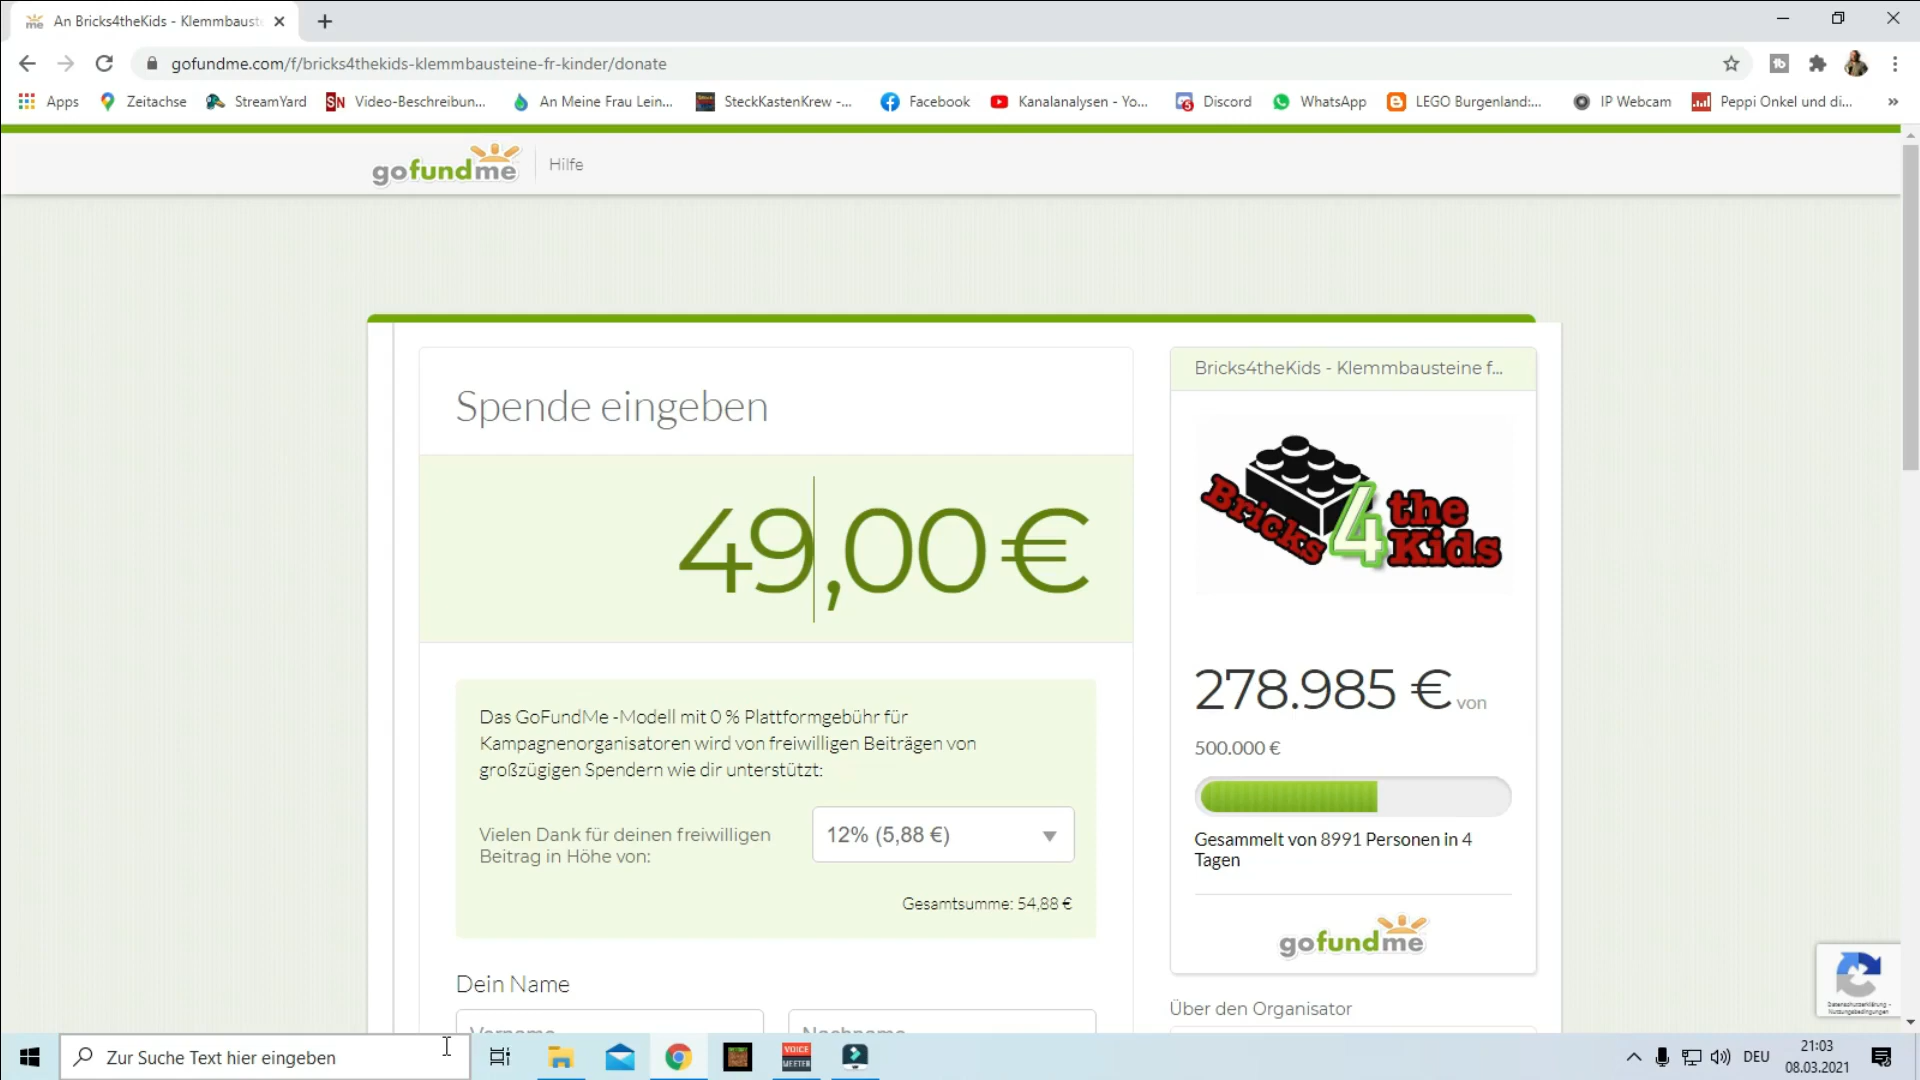 An Bricks4theKids - Klemmbaust
gofundme.com/f/bricks4thekids-klemmbausteine-fr-kinder/donate
Apps Zeitachse StreamYard Video-Beschreibun... An Meine Frau Lein... SteckKastenKrew -... Facebook Kanalanalysen - Yo... Discord WhatsApp LEGO Burgenland:... IP Webcam Peppi Onkel und di... »
gofundme Hilfe
Spende eingeben
49,00 €
Das GoFundMe -Modell mit 0 % Plattformgebühr für
Kampagnenorganisatoren wird von freiwilligen Beiträgen von
großzügigen Spendern wie dir unterstützt:
Vielen Dank für deinen freiwilligen
Beitrag in Höhe von:
12% (5,88 €)
Gesamtsumme: 54,88 €
Dein Name
Vorname Nachname
Bricks4theKids - Klemmbausteine f...
Bricks 4 the Kids
278.985 € von
500.000 €
Gesammelt von 8991 Personen in 4
Tagen
gofundme
Über den Organisator
Datenschutzerklärung -
Nutzungsbedingungen
Zur Suche Text hier eingeben
VOICE
MEETER
DEU
21:03
08.03.2021